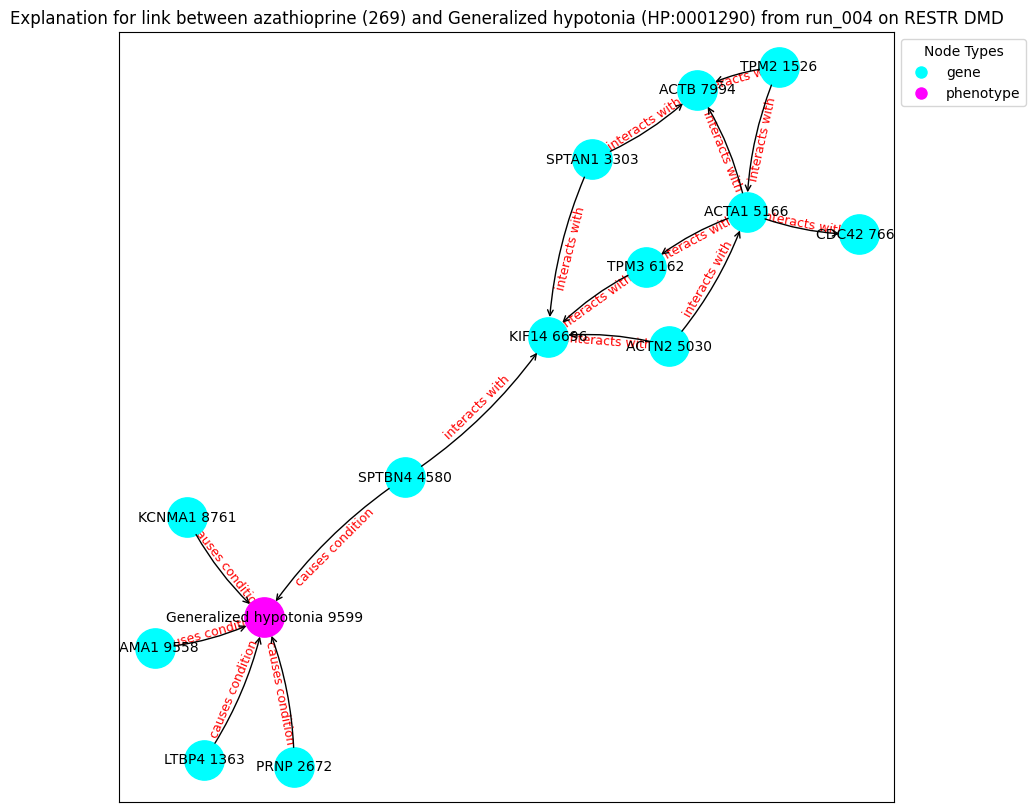 Explanation for link between azathioprine (269) and Generalized hypotonia (HP:0001290) from run_004 on RESTR DMD
Node Types
gene
phenotype
TPM2 1526
ACTB 7994
interacts with
SPTAN1 3303
interacts with
interacts with
ACTA1 5166
interacts with
CDC42 766
interacts with
TPM3 6162
interacts with
interacts with
interacts with
KIF14 6696
interacts with
ACTN2 5030
interacts with
SPTBN4 4580
KCNMA1 8761
causes condition
causes condition
Generalized hypotonia 9599
AMA1 9558
causes condition
causes condition
LTBP4 1363
PRNP 2672